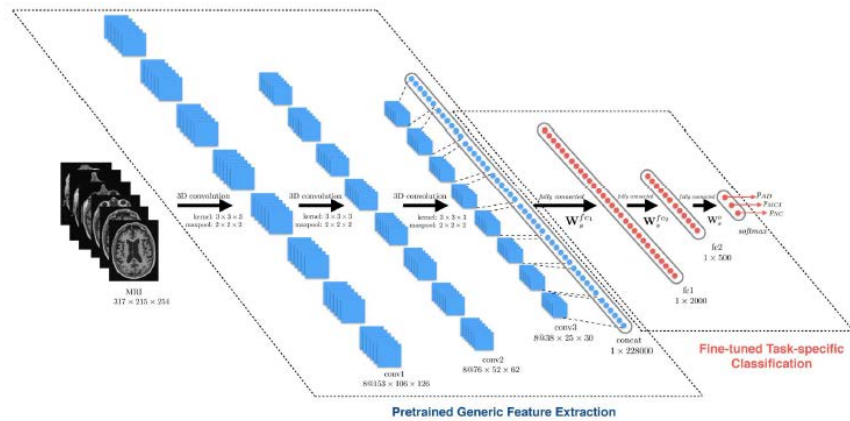 MRI
317 × 215 × 254
3D convolution
kernel: 3 × 3 × 3
maxpool: 2 × 2 × 2
conv1
8@153 × 106 × 126
3D convolution
kernel: 3 × 3 × 3
maxpool: 2 × 2 × 2
conv2
8@76 × 52 × 62
3D convolution
kernel: 3 × 3 × 3
maxpool: 2 × 2 × 2
conv3
8@38 × 25 × 30
concat
1 × 228000
fully connected
fc1
1 × 2000
fully connected
fc2
1 × 500
fully connected
softmax
Pretrained Generic Feature Extraction
Fine-tuned Task-specific
Classification